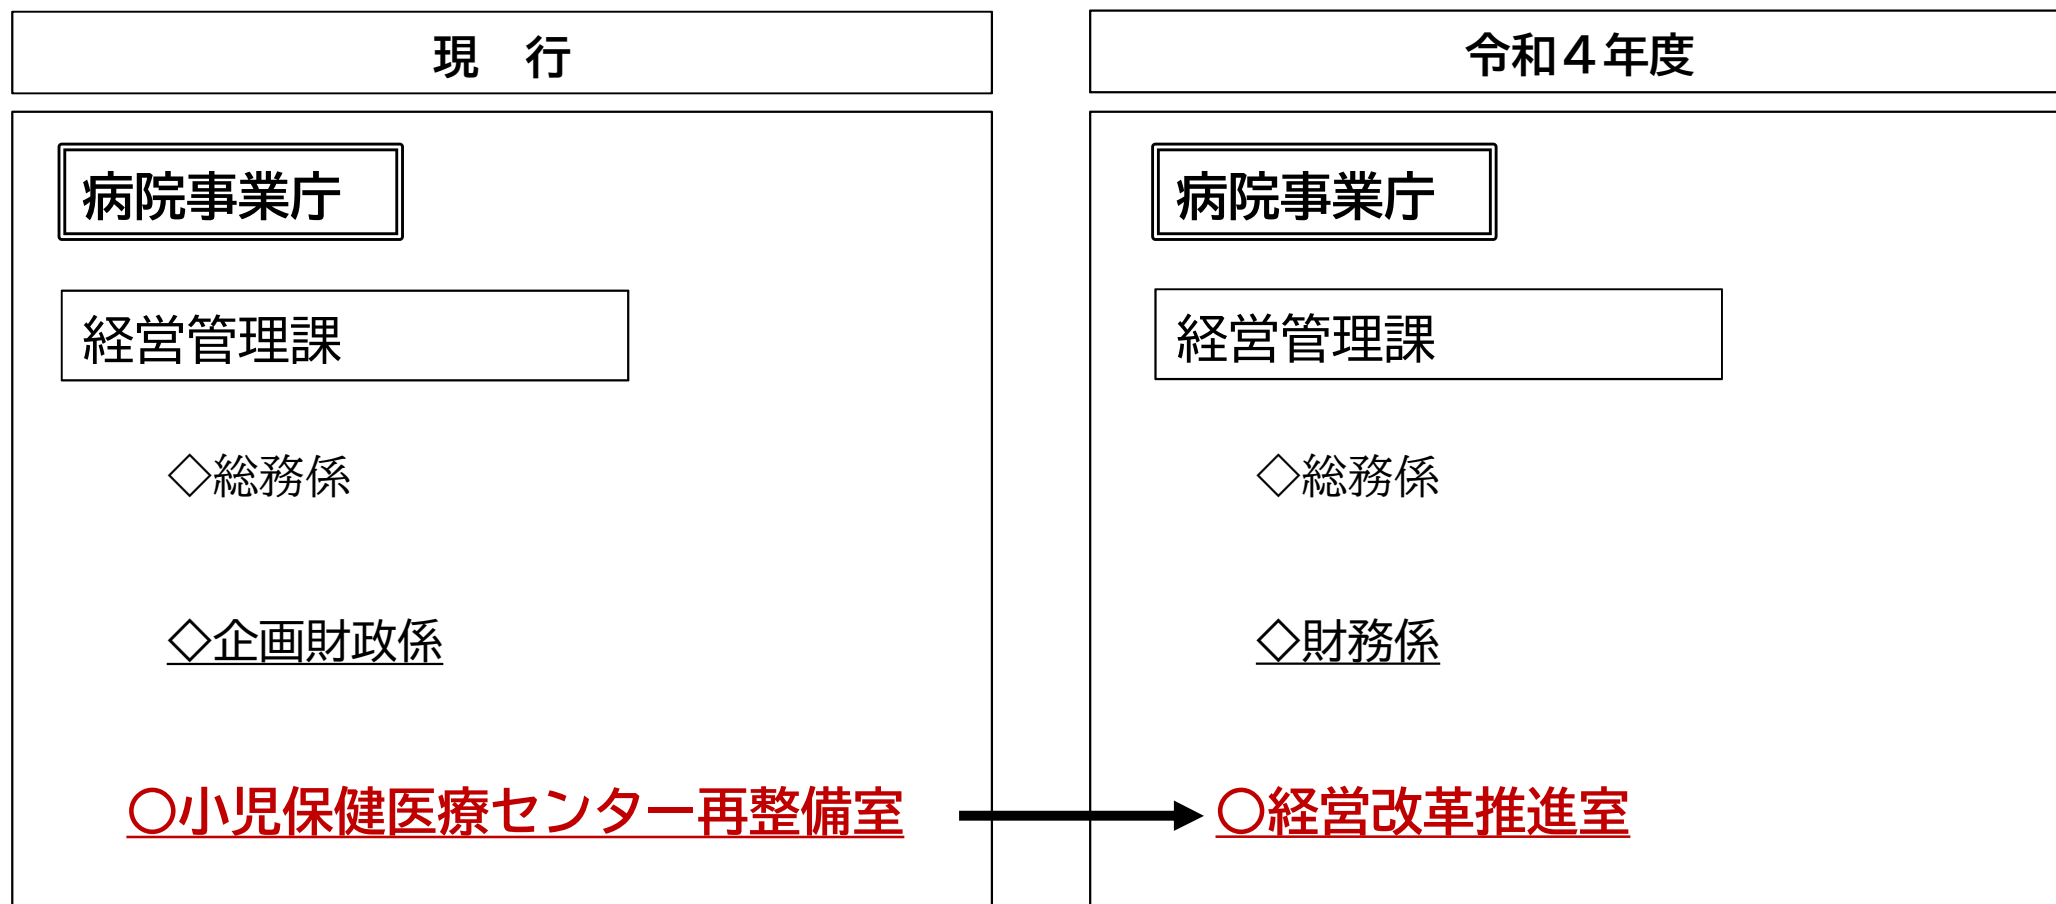 現　行
病院事業庁
経営管理課
◇総務係
◇企画財政係
〇小児保健医療センター再整備室
令和４年度
病院事業庁
経営管理課
◇総務係
◇財務係
〇経営改革推進室